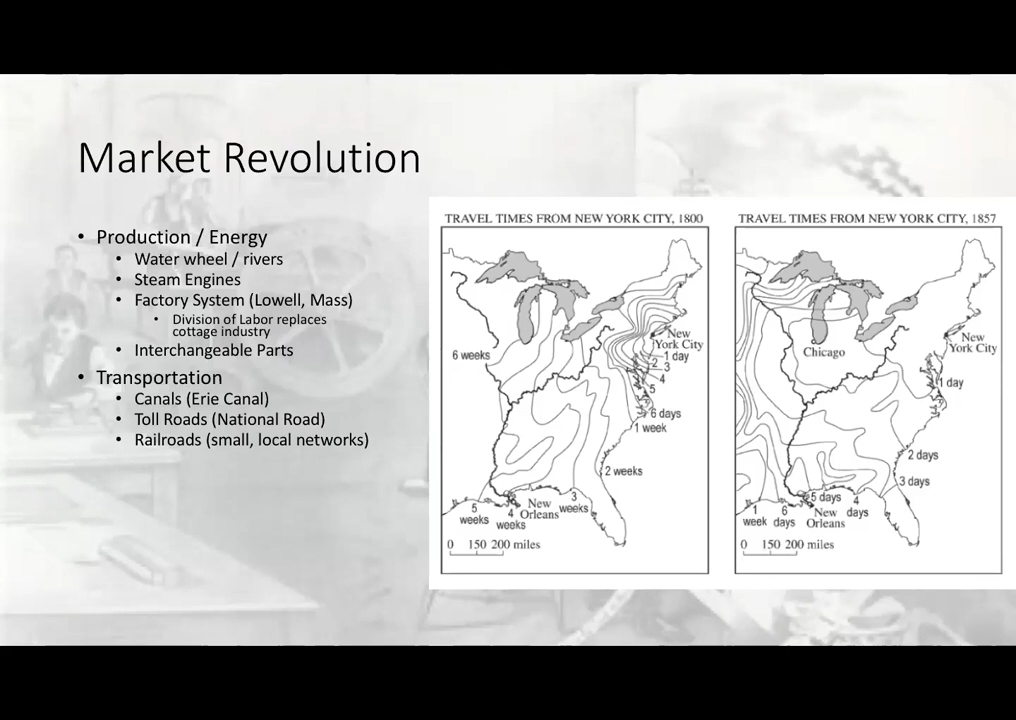 Market Revolution
• Production / Energy
• Water wheel / rivers
• Steam Engines
• Factory System (Lowell, Mass)
• Division of Labor replaces
cottage industry
• Interchangeable Parts
• Transportation
• Canals (Erie Canal)
• Toll Roads (National Road)
• Railroads (small, local networks)
TRAVEL TIMES FROM NEW YORK CITY, 1800
New
York City
6 weeks
1 day
2
3
4
5
6 days
1 week
2 weeks
3
weeks
New
Orleans
4
weeks
5
weeks
0 150 200 miles
TRAVEL TIMES FROM NEW YORK CITY, 1857
New
York City
Chicago
1 day
2 days
3 days
4
days
5 days
New
Orleans
6
days
1
week
0 150 200 miles